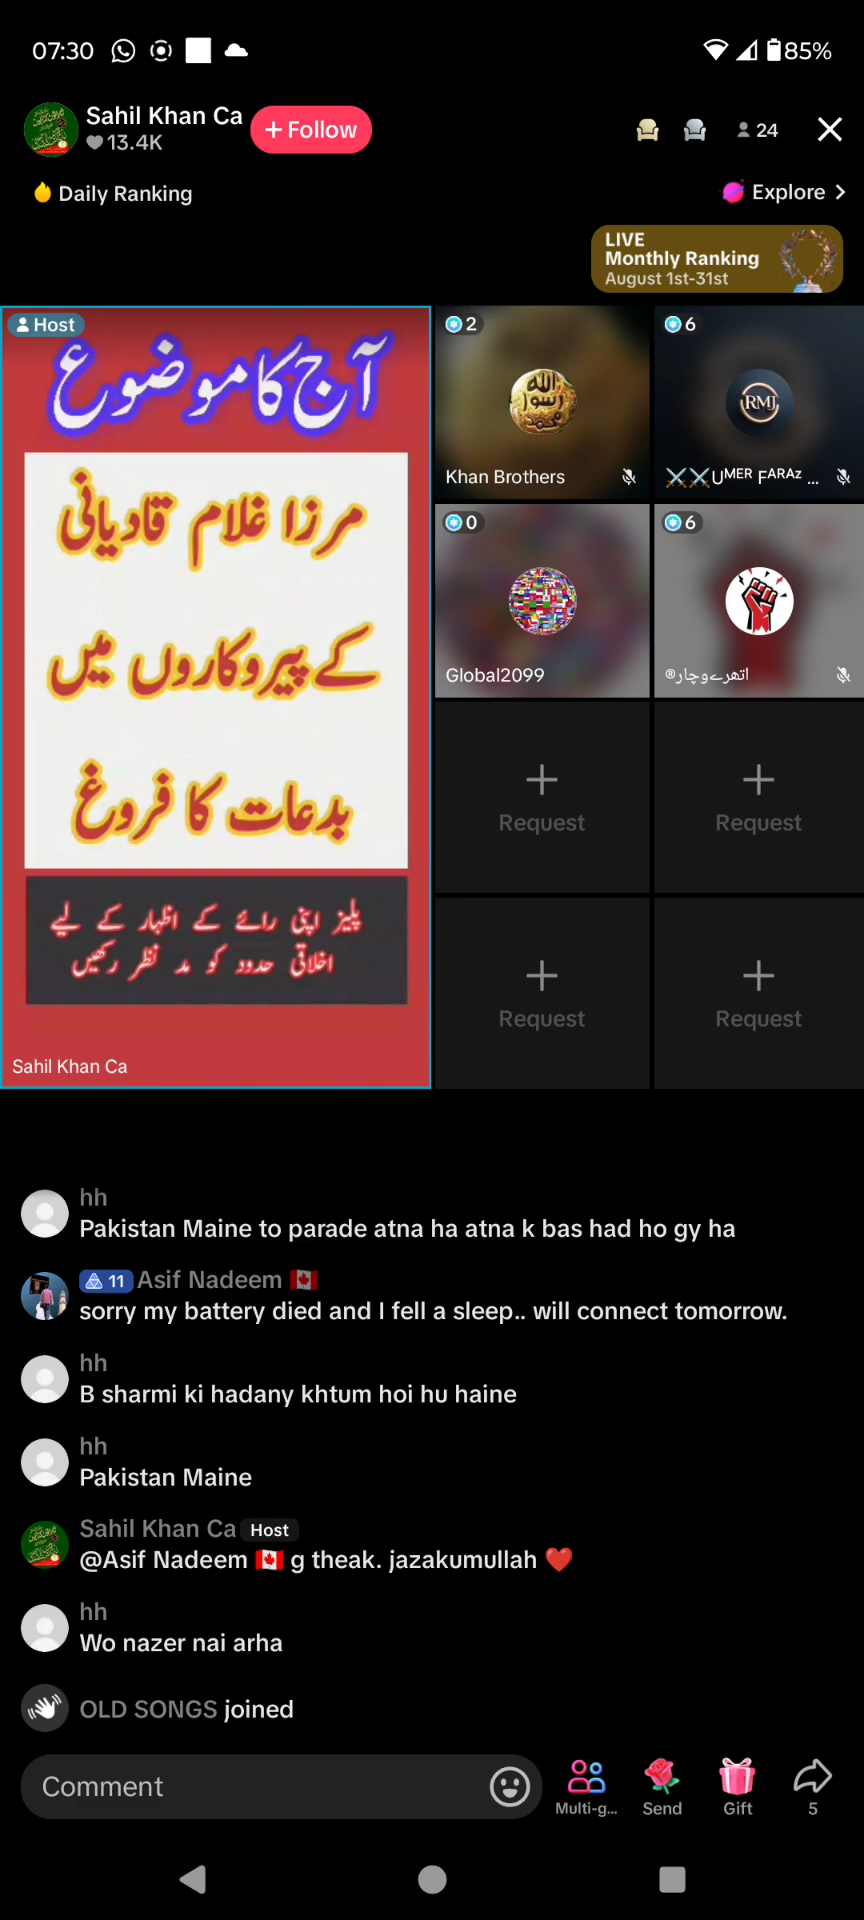 07:30
85%
Sahil Khan Ca
13.4K
+ Follow
24
Daily Ranking
Explore >
LIVE
Monthly Ranking
August 1st-31st
Host
آج کا موضوع
مرزا غلام قادیانی
کے پیروکاروں میں
بدعات کا فروغ
پلیز اپنی رائے کے اظہار کے لیے
اخلاقی حدود کو مد نظر رکھیں
Sahil Khan Ca
2
الله
رسول
محمد
Khan Brothers
6
RMJ
⚔⚔Uᴹᴱᴿ Fᴬᴿᴬᶻ ...
0
Global2099
6
اتھرے وچار®
Request
Request
Request
Request
hh
Pakistan Maine to parade atna ha atna k bas had ho gy ha
11 Asif Nadeem 🇨🇦
sorry my battery died and I fell a sleep.. will connect tomorrow.
hh
B sharmi ki hadany khtum hoi hu haine
hh
Pakistan Maine
Sahil Khan Ca Host
@Asif Nadeem 🇨🇦 g theak. jazakumullah ❤️
hh
Wo nazer nai arha
OLD SONGS joined
Comment
Multi-g...
Send
Gift
5